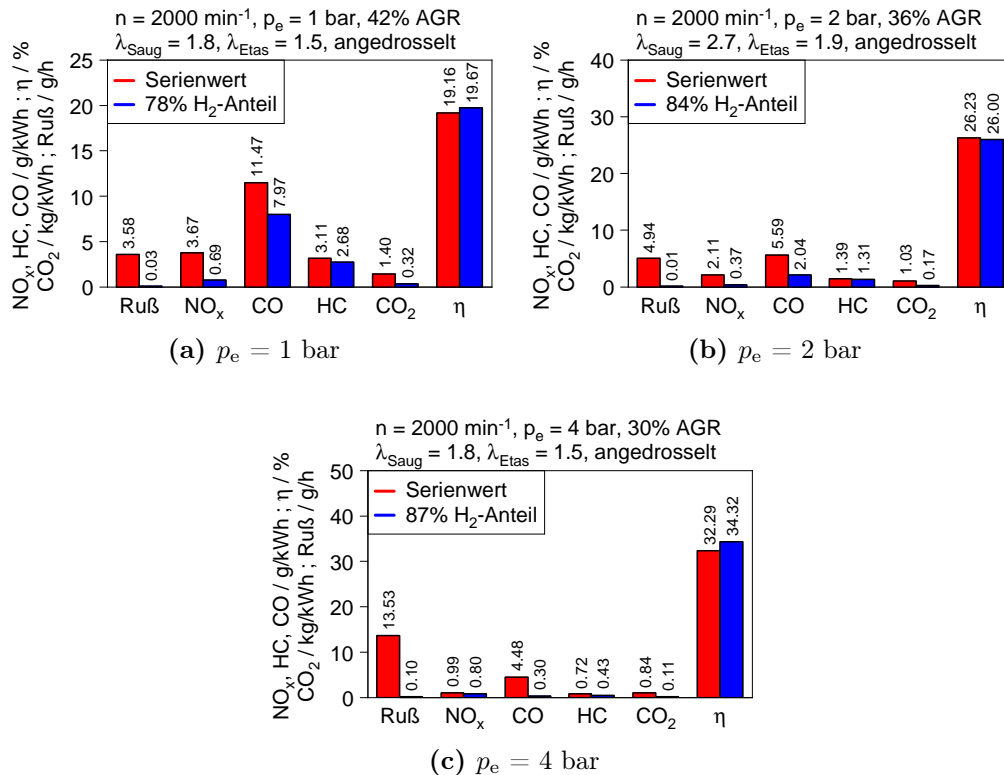 n = 2000 min⁻¹, pₑ = 1 bar, 42% AGR
λSaug = 1.8, λEtas = 1.5, angedrosselt
NOₓ, HC, CO / g/kWh ; η / %
CO₂ / kg/kWh ; Ruß / g/h
25
20
15
10
5
0
Serienwert
78% H₂-Anteil
3.58
0.03
3.67
0.69
11.47
7.97
3.11
2.68
1.40
0.32
19.16
19.67
Ruß NOₓ CO HC CO₂ η
(a) pₑ = 1 bar
n = 2000 min⁻¹, pₑ = 2 bar, 36% AGR
λSaug = 2.7, λEtas = 1.9, angedrosselt
NOₓ, HC, CO / g/kWh ; η / %
CO₂ / kg/kWh ; Ruß / g/h
40
30
20
10
0
Serienwert
84% H₂-Anteil
4.94
0.01
2.11
0.37
5.59
2.04
1.39
1.31
1.03
0.17
26.23
26.00
Ruß NOₓ CO HC CO₂ η
(b) pₑ = 2 bar
n = 2000 min⁻¹, pₑ = 4 bar, 30% AGR
λSaug = 1.8, λEtas = 1.5, angedrosselt
NOₓ, HC, CO / g/kWh ; η / %
CO₂ / kg/kWh ; Ruß / g/h
50
40
30
20
10
0
Serienwert
87% H₂-Anteil
13.53
0.10
0.99
0.80
4.48
0.30
0.72
0.43
0.84
0.11
32.29
34.32
Ruß NOₓ CO HC CO₂ η
(c) pₑ = 4 bar